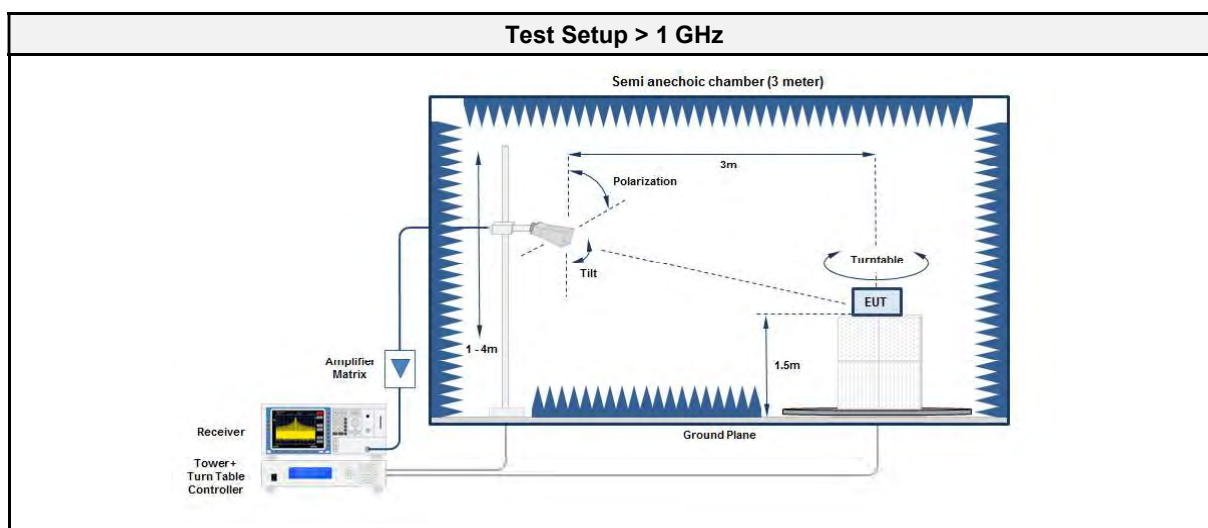 Test Setup > 1 GHz
Semi anechoic chamber (3 meter)
3m
Polarization
Tilt
Turntable
EUT
1 - 4m
1.5m
Amplifier
Matrix
Ground Plane
Receiver
Tower+
Turn Table
Controller